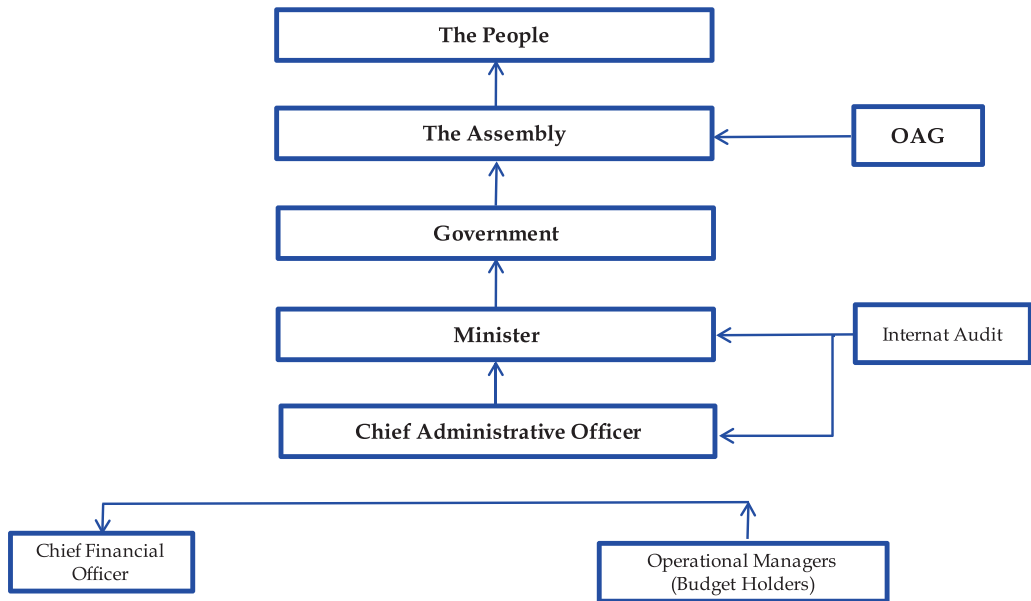 The People
The Assembly
OAG
Government
Minister
Internat Audit
Chief Administrative Officer
Chief Financial
Officer
Operational Managers
(Budget Holders)